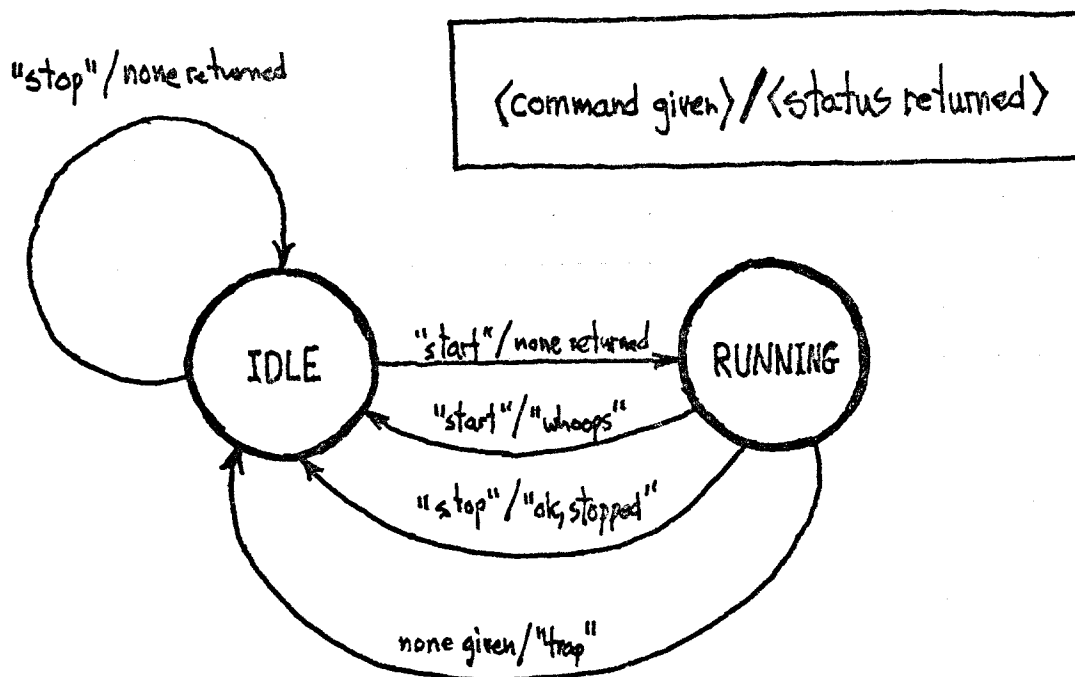 "stop"/none returned
<command given>/<status returned>
IDLE
"start"/none returned
RUNNING
"start"/"whoops"
"stop"/"ok, stopped"
none given/"trap"